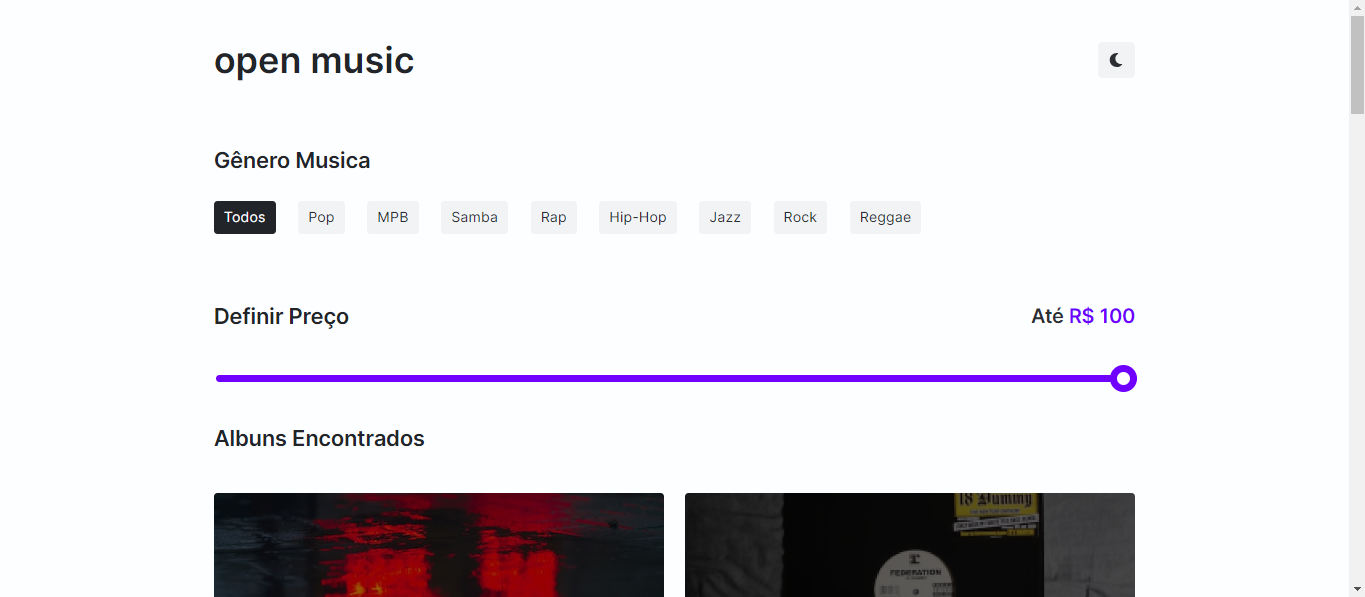 open music
Gênero Musica
Todos Pop MPB Samba Rap Hip-Hop Jazz Rock Reggae
Definir Preço Até R$ 100
Albuns Encontrados
18 Dummy
FEDERATION